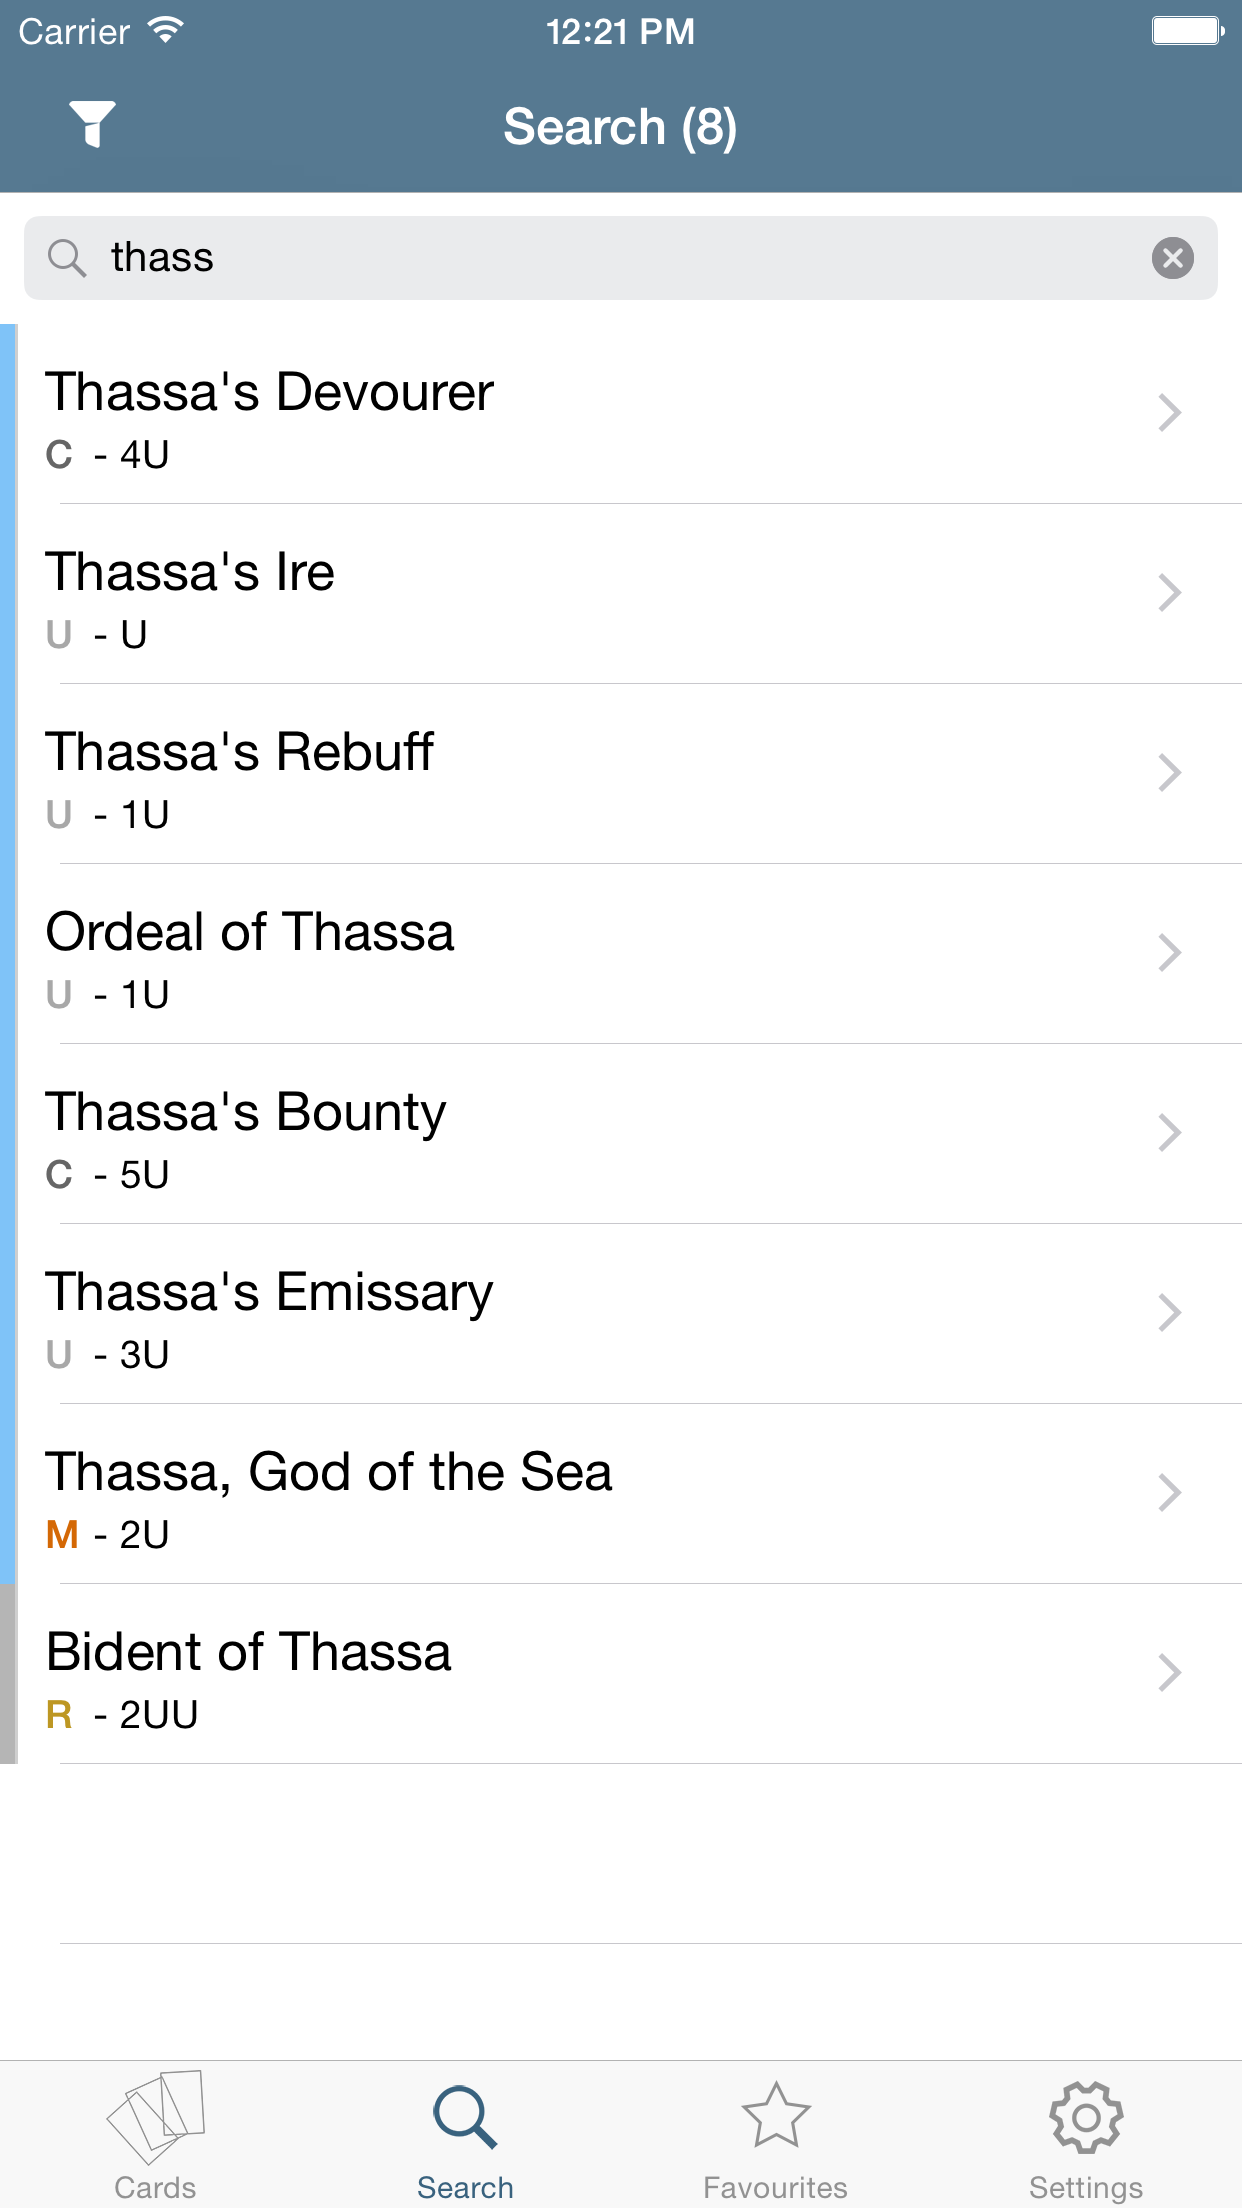 Carrier 12:21 PM
Search (8)
thass
Thassa's Devourer
C - 4U
Thassa's Ire
U - U
Thassa's Rebuff
U - 1U
Ordeal of Thassa
U - 1U
Thassa's Bounty
C - 5U
Thassa's Emissary
U - 3U
Thassa, God of the Sea
M - 2U
Bident of Thassa
R - 2UU
Cards Search Favourites Settings